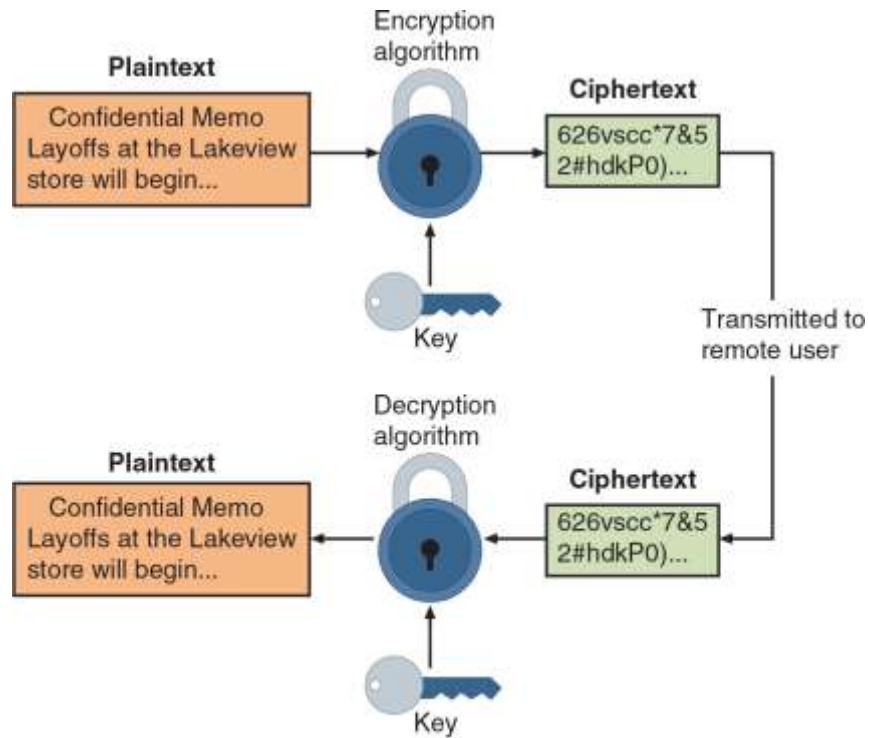 Encryption
algorithm
Plaintext
Confidential Memo
Layoffs at the Lakeview
store will begin...
Ciphertext
626vscc*7&5
2#hdkP0)...
Key
Transmitted to
remote user
Decryption
algorithm
Plaintext
Confidential Memo
Layoffs at the Lakeview
store will begin...
Ciphertext
626vscc*7&5
2#hdkP0)...
Key